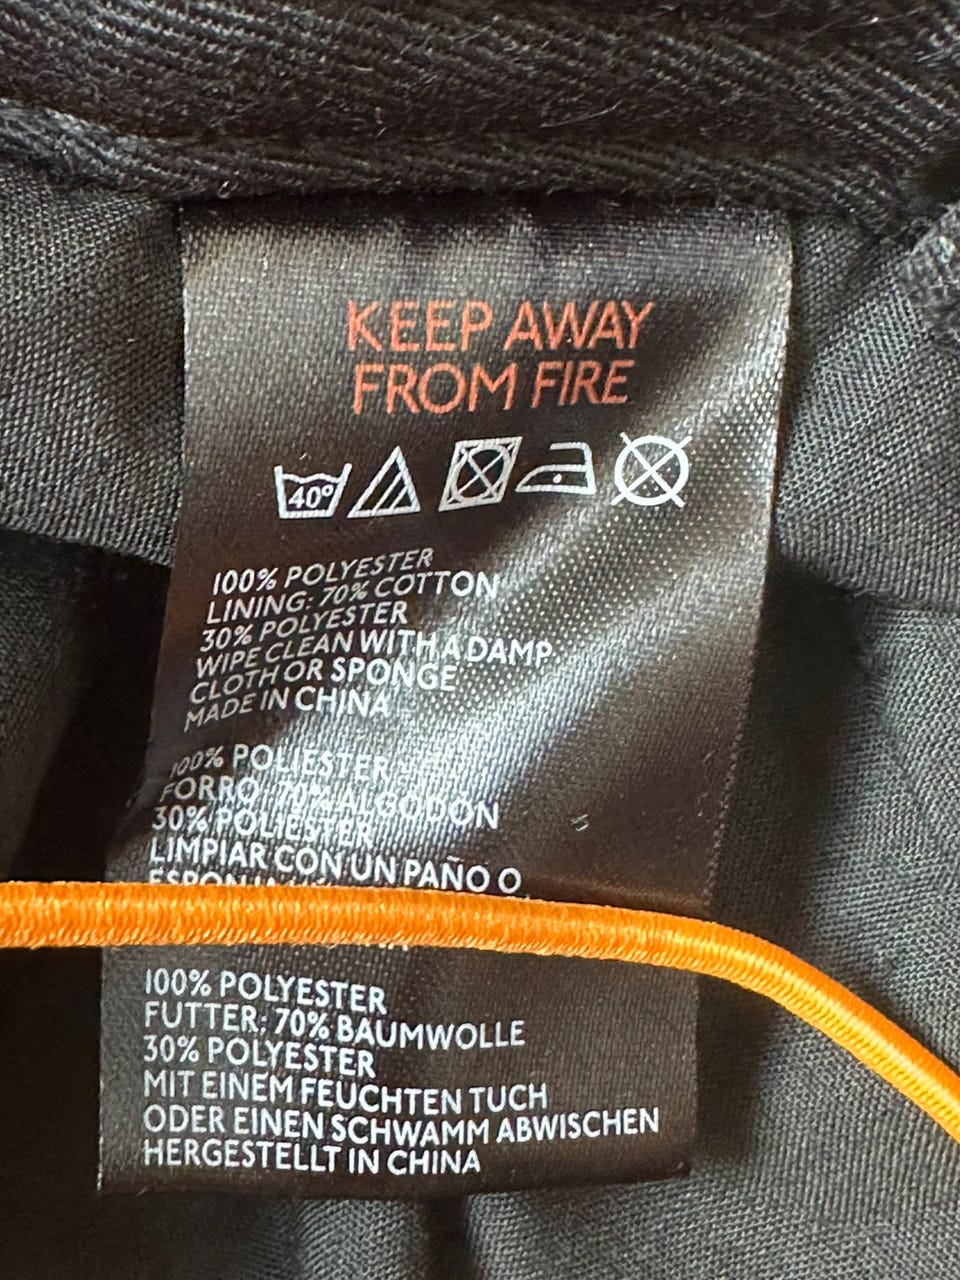 KEEP AWAY
FROM FIRE
40°
100% POLYESTER
LINING: 70% COTTON
30% POLYESTER
WIPE CLEAN WITH A DAMP
CLOTH OR SPONGE
MADE IN CHINA
100% POLIESTER
FORRO: 70% ALGODÓN
30% POLIESTER
LIMPIAR CON UN PAÑO O
100% POLYESTER
FUTTER: 70% BAUMWOLLE
30% POLYESTER
MIT EINEM FEUCHTEN TUCH
ODER EINEN SCHWAMM ABWISCHEN
HERGESTELLT IN CHINA